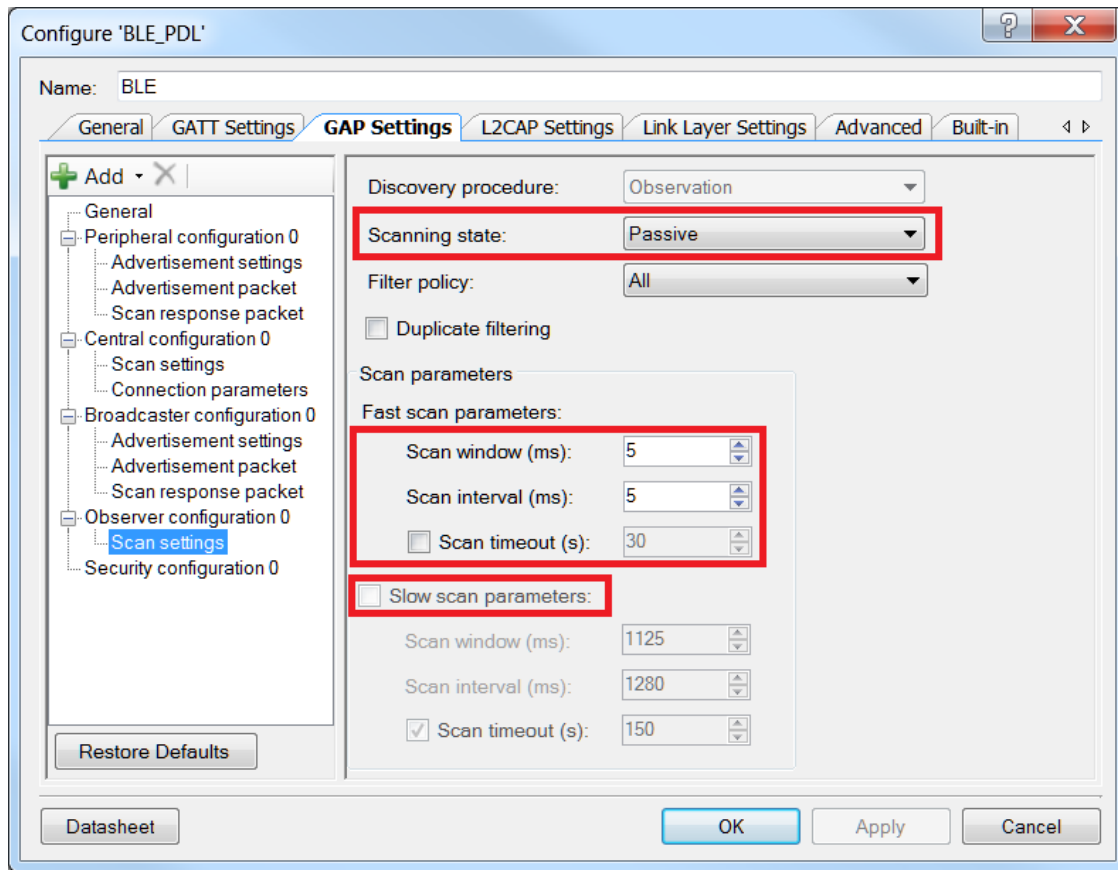 Configure 'BLE_PDL'
Name: BLE
General GATT Settings GAP Settings L2CAP Settings Link Layer Settings Advanced Built-in
Add
General
Peripheral configuration 0
Advertisement settings
Advertisement packet
Scan response packet
Central configuration 0
Scan settings
Connection parameters
Broadcaster configuration 0
Advertisement settings
Advertisement packet
Scan response packet
Observer configuration 0
Scan settings
Security configuration 0
Restore Defaults
Discovery procedure: Observation
Scanning state: Passive
Filter policy: All
Duplicate filtering
Scan parameters
Fast scan parameters:
Scan window (ms): 5
Scan interval (ms): 5
Scan timeout (s): 30
Slow scan parameters:
Scan window (ms): 1125
Scan interval (ms): 1280
Scan timeout (s): 150
Datasheet OK Apply Cancel